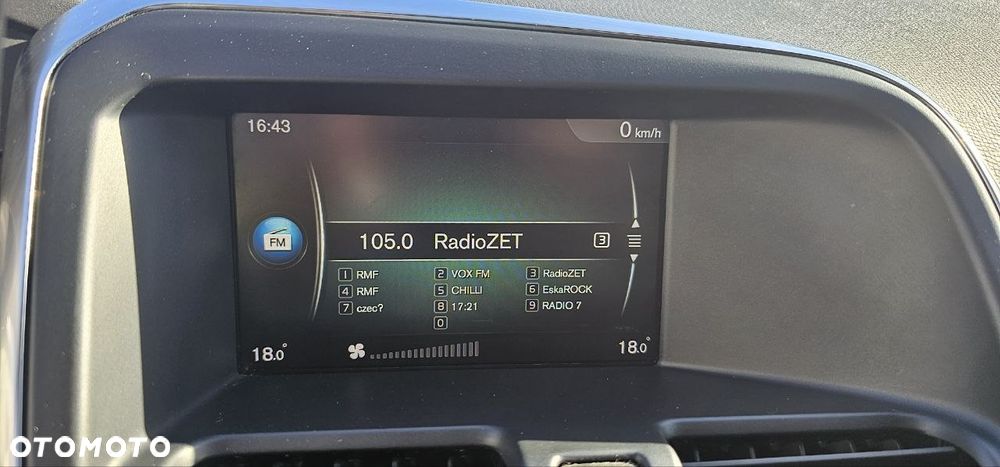 16:43 0 km/h
FM 105.0 RadioZET 3
1 RMF 2 VOX FM 3 RadioZET
4 RMF 5 CHILLI 6 EskaROCK
7 czec? 8 17:21 9 RADIO 7
0
18.0° 18.0°
OTOMOTO